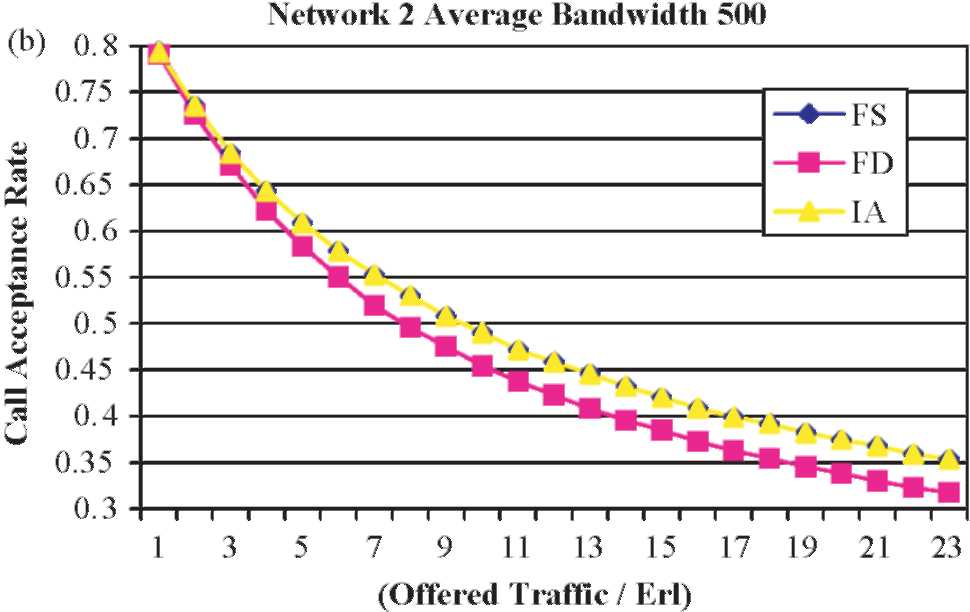 Network 2 Average Bandwidth 500
(b)
0.8
0.75
0.7
0.65
0.6
0.55
0.5
0.45
0.4
0.35
0.3
Call Acceptance Rate
FS
FD
IA
1 3 5 7 9 11 13 15 17 19 21 23
(Offered Traffic / Erl)